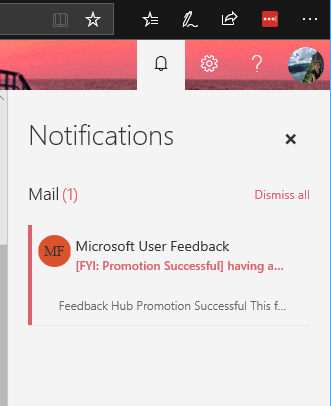 Notifications
Mail (1)
Dismiss all
MF
Microsoft User Feedback
[FYI: Promotion Successful] having a...
Feedback Hub Promotion Successful This f...